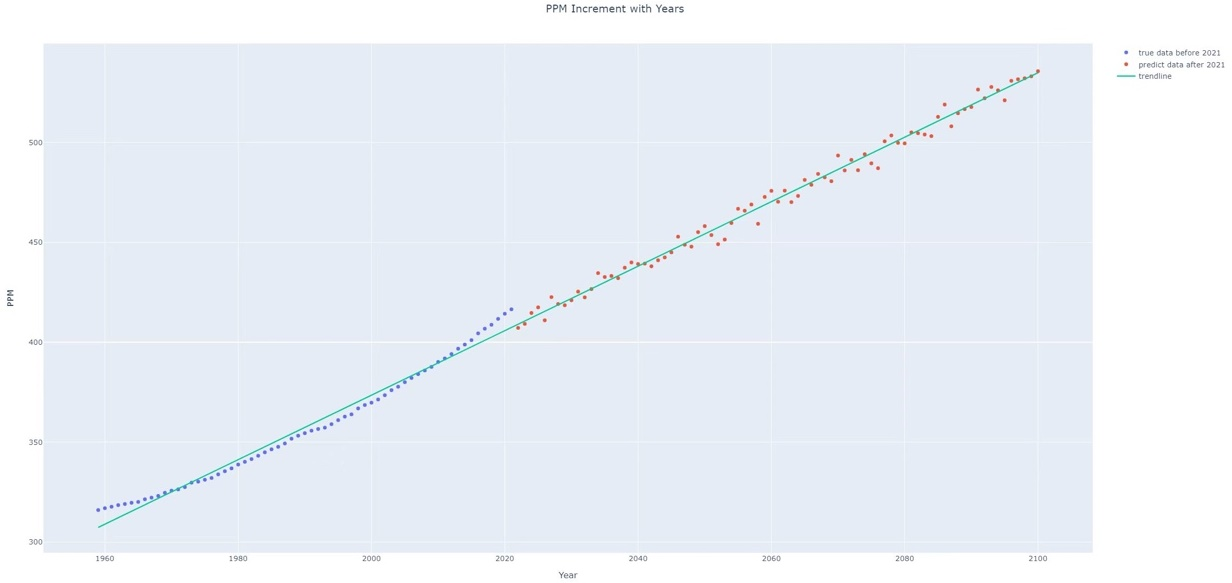 PPM Increment with Years
true data before 2021
predict data after 2021
trendline
500
450
PPM
400
350
300
1960 1980 2000 2020 2040 2060 2080 2100
Year